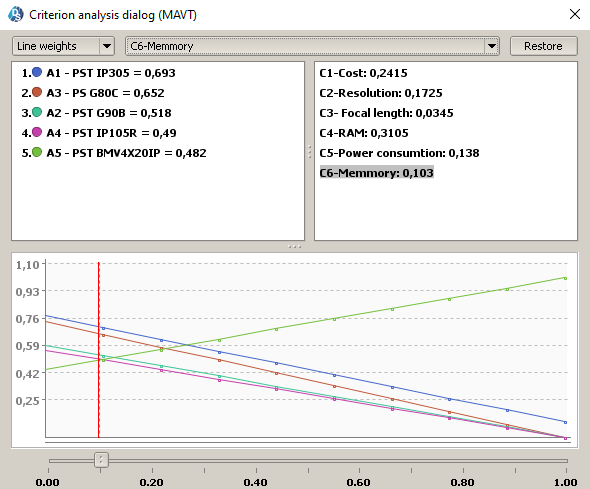 Criterion analysis dialog (MAVT)
Line weights
C6-Memmory
Restore
1. A1 - PST IP305 = 0,693
2. A3 - PS G80C = 0,652
3. A2 - PST G90B = 0,518
4. A4 - PST IP105R = 0,49
5. A5 - PST BMV4X20IP = 0,482
C1-Cost: 0,2415
C2-Resolution: 0,1725
C3- Focal length: 0,0345
C4-RAM: 0,3105
C5-Power consumtion: 0,138
C6-Memmory: 0,103
1,10
0,93
0,76
0,59
0,42
0,25
0.00 0.20 0.40 0.60 0.80 1.00